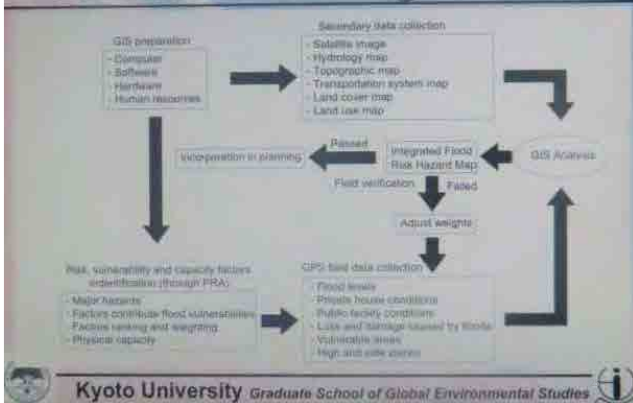 Secondary data collection
GIS preparation
- Computer
- Software
- Hardware
- Human resources
- Satellite image
- Hydrology map
- Topographic map
- Transportation system map
- Land cover map
- Land use map
Passed
Incorporation in planning
Integrated Flood
Risk Hazard Map
GIS Analysis
Field verification
Failed
Adjust weights
Risk, vulnerability and capacity factors
(though PRA)
- Major hazards
- Factors contribute flood vulnerabilities
- Factors ranking and weighting
- Physical capacity
GPS field data collection
- Flood levels
- Private house conditions
- Public facility conditions
- Loss and damage caused by floods
- Vulnerable areas
- High and safe
Kyoto University Graduate School of Global Environmental Studies